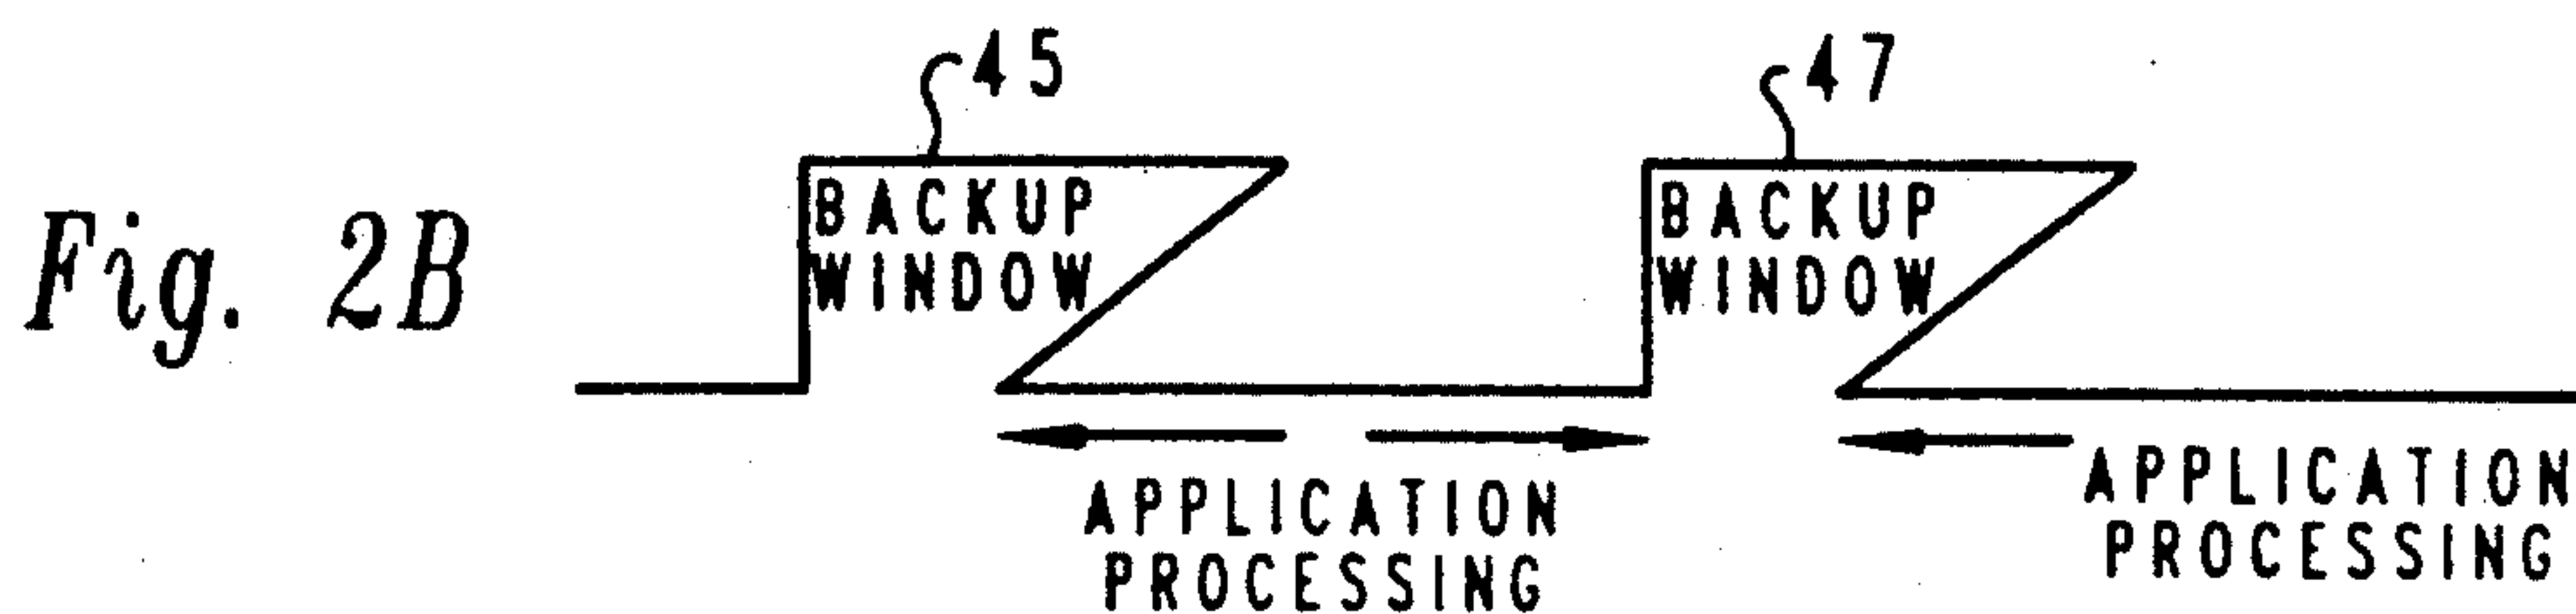 45
47
BACKUP
WINDOW
BACKUP
WINDOW
Fig. 2B
APPLICATION
PROCESSING
APPLICATION
PROCESSING